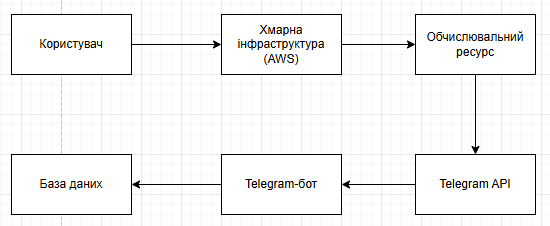 Користувач
Хмарна
інфраструктура
(AWS)
Обчислювальний
ресурс
База даних
Telegram-бот
Telegram API